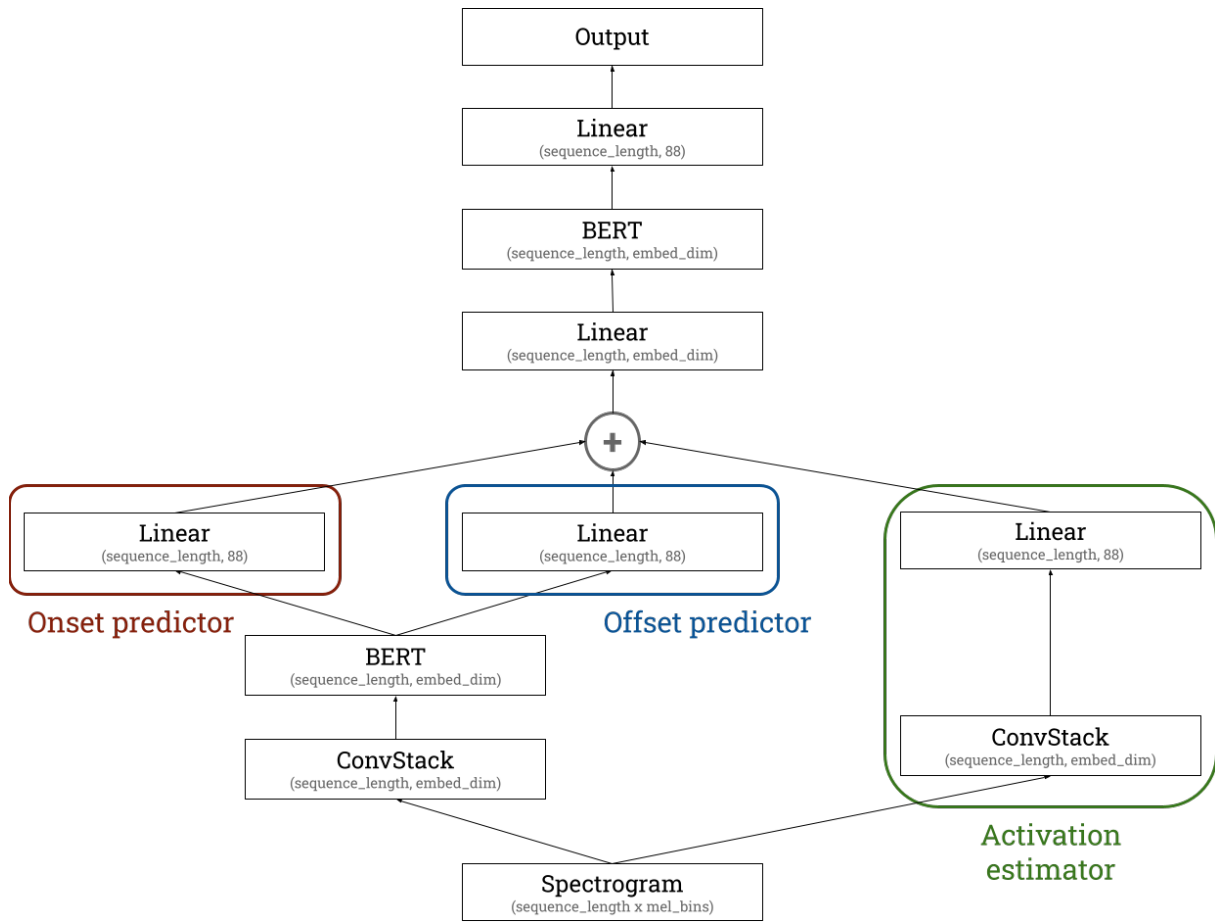 Output
Linear
(sequence_length, 88)
BERT
(sequence_length, embed_dim)
Linear
(sequence_length, embed_dim)
+
Linear
(sequence_length, 88)
Linear
(sequence_length, 88)
Linear
(sequence_length, 88)
Onset predictor
Offset predictor
BERT
(sequence_length, embed_dim)
ConvStack
(sequence_length, embed_dim)
ConvStack
(sequence_length, embed_dim)
Activation
estimator
Spectrogram
(sequence_length x mel_bins)